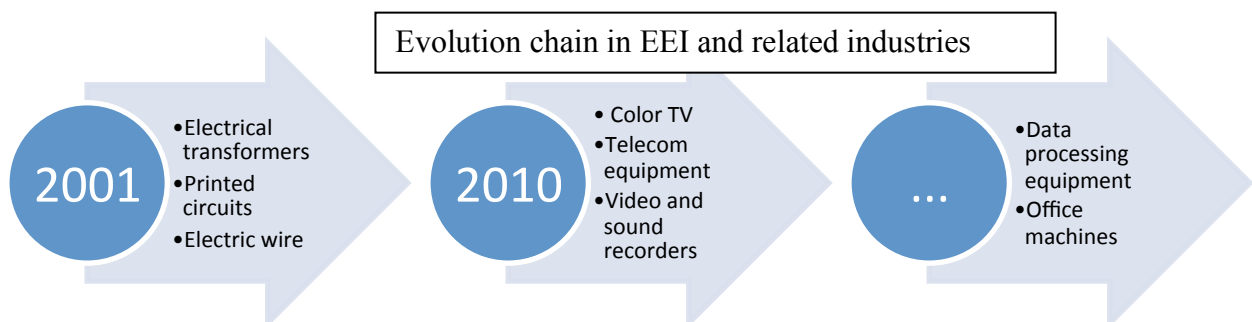 Evolution chain in EEI and related industries
2001
•Electrical
transformers
•Printed
circuits
•Electric wire
2010
• Color TV
•Telecom
equipment
•Video and
sound
recorders
...
•Data
processing
equipment
•Office
machines